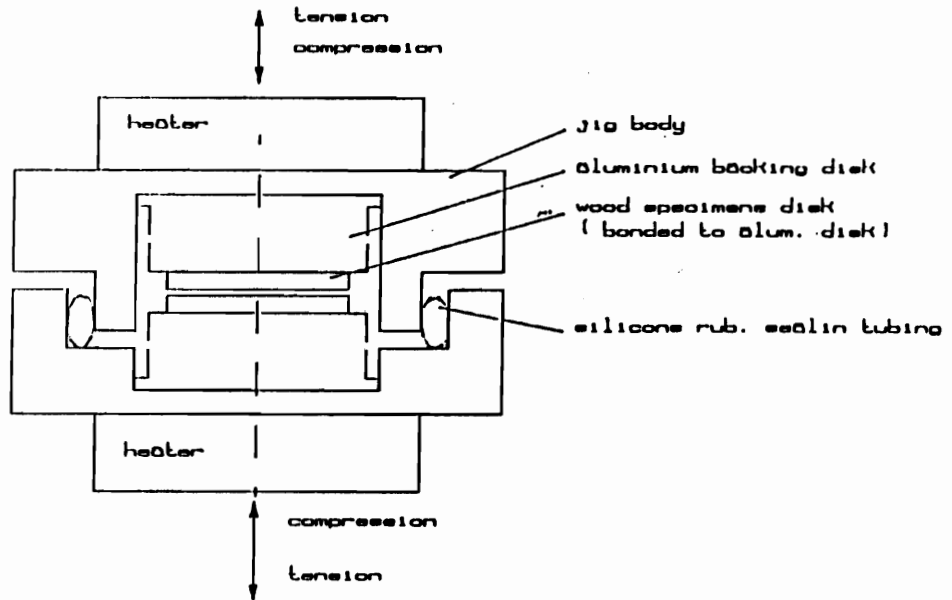 tension
compression
heater
jig body
aluminium backing disk
wood specimens disk
( bonded to alum. disk)
silicone rub. sealin tubing
heater
compression
tension